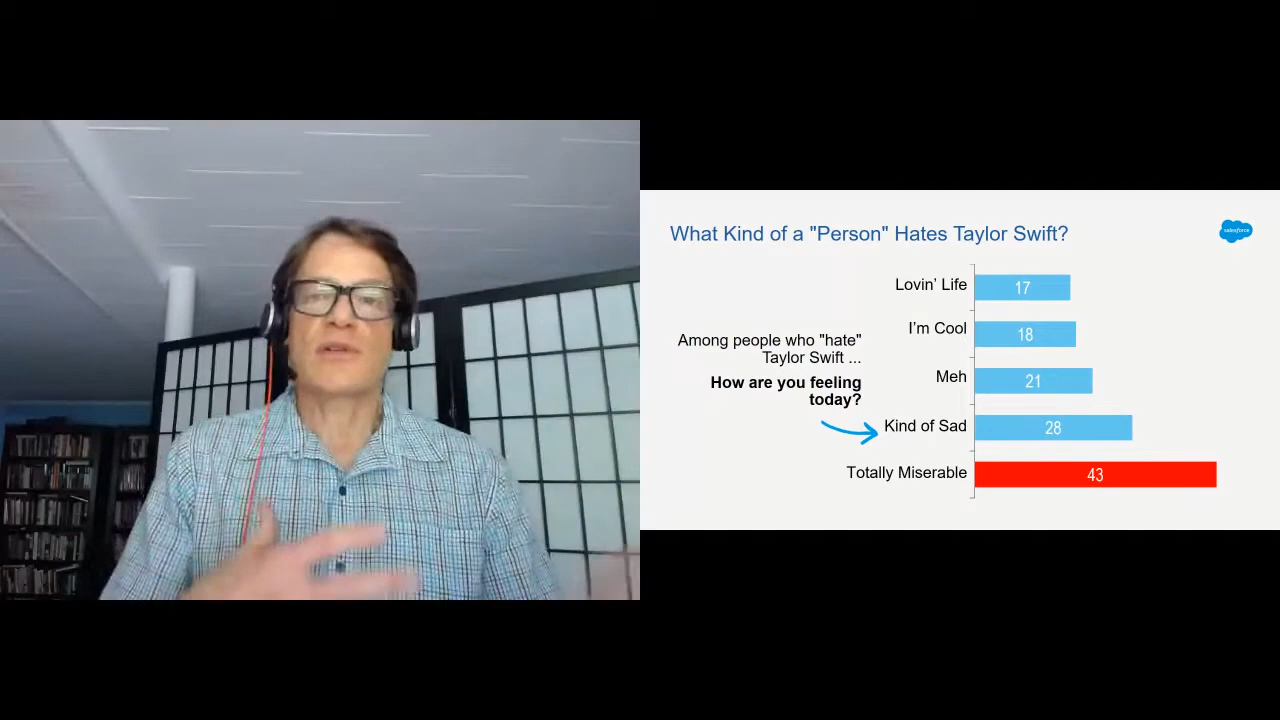 What Kind of a "Person" Hates Taylor Swift?
salesforce
Among people who "hate"
Taylor Swift ...
How are you feeling
today?
Lovin' Life 17
I'm Cool 18
Meh 21
Kind of Sad 28
Totally Miserable 43